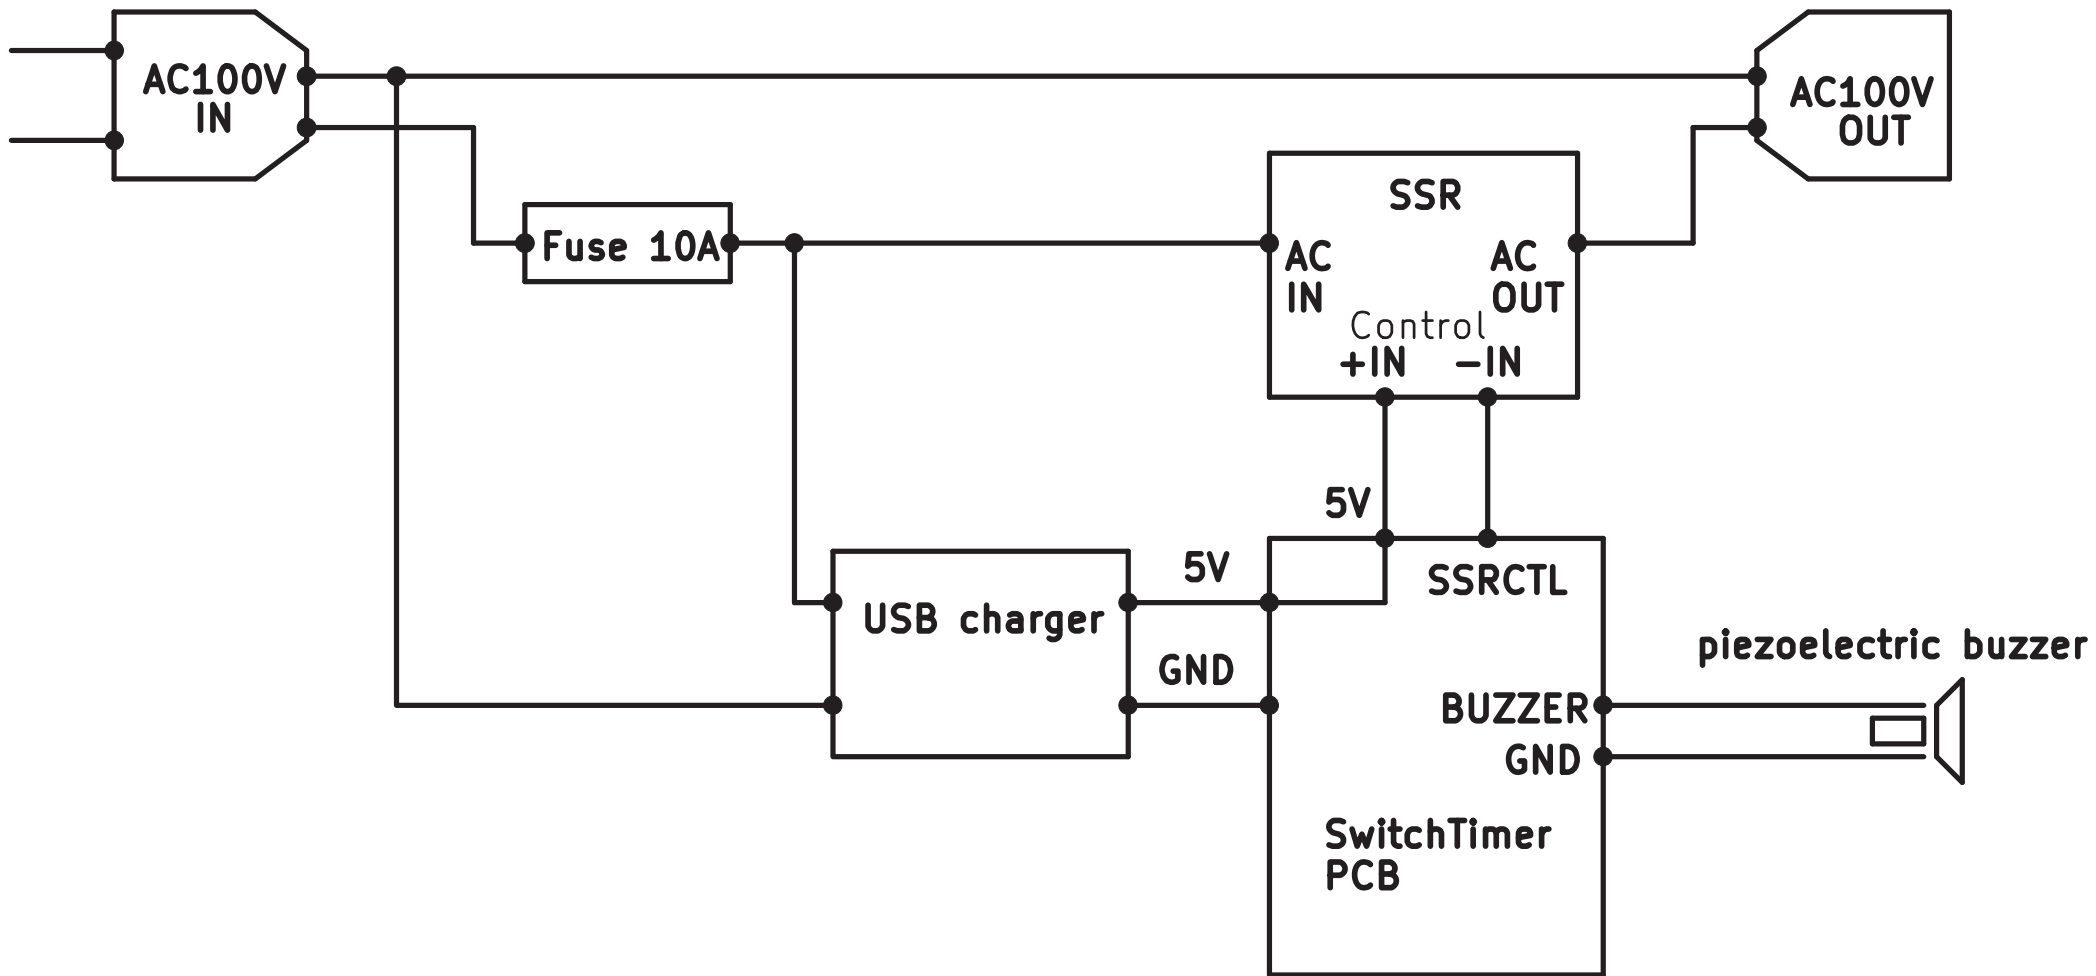 AC100V
IN
AC100V
OUT
SSR
Fuse 10A
AC
IN
AC
OUT
Control
+IN
-IN
5V
5V
SSRCTL
USB charger
GND
piezoelectric buzzer
BUZZER
GND
SwitchTimer
PCB